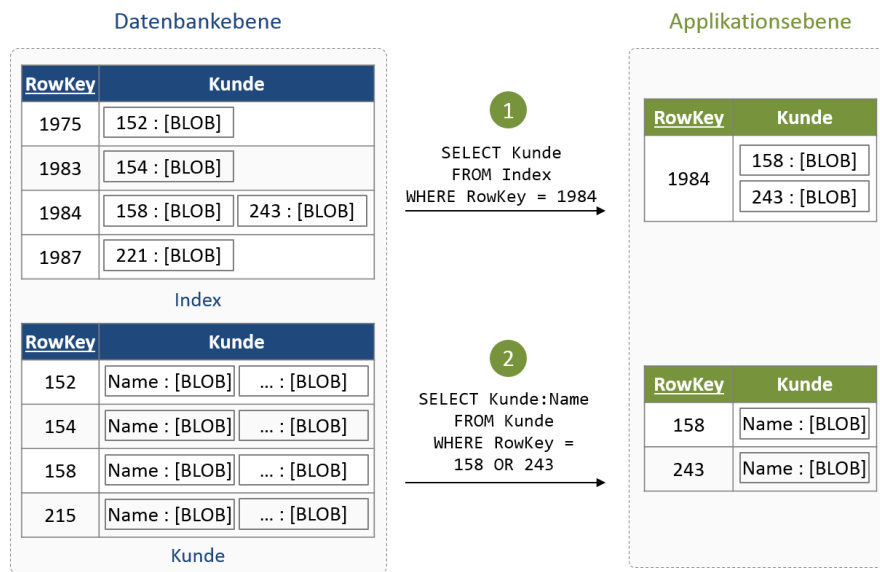 Datenbankebene
Applikationsebene
RowKey Kunde
1975 152 : [BLOB]
1983 154 : [BLOB]
1984 158 : [BLOB] 243 : [BLOB]
1987 221 : [BLOB]
Index
1
SELECT Kunde
FROM Index
WHERE RowKey = 1984
RowKey Kunde
1984 158 : [BLOB]
243 : [BLOB]
RowKey Kunde
152 Name : [BLOB] ... : [BLOB]
154 Name : [BLOB] ... : [BLOB]
158 Name : [BLOB] ... : [BLOB]
215 Name : [BLOB] ... : [BLOB]
Kunde
2
SELECT Kunde:Name
FROM Kunde
WHERE RowKey =
158 OR 243
RowKey Kunde
158 Name : [BLOB]
243 Name : [BLOB]